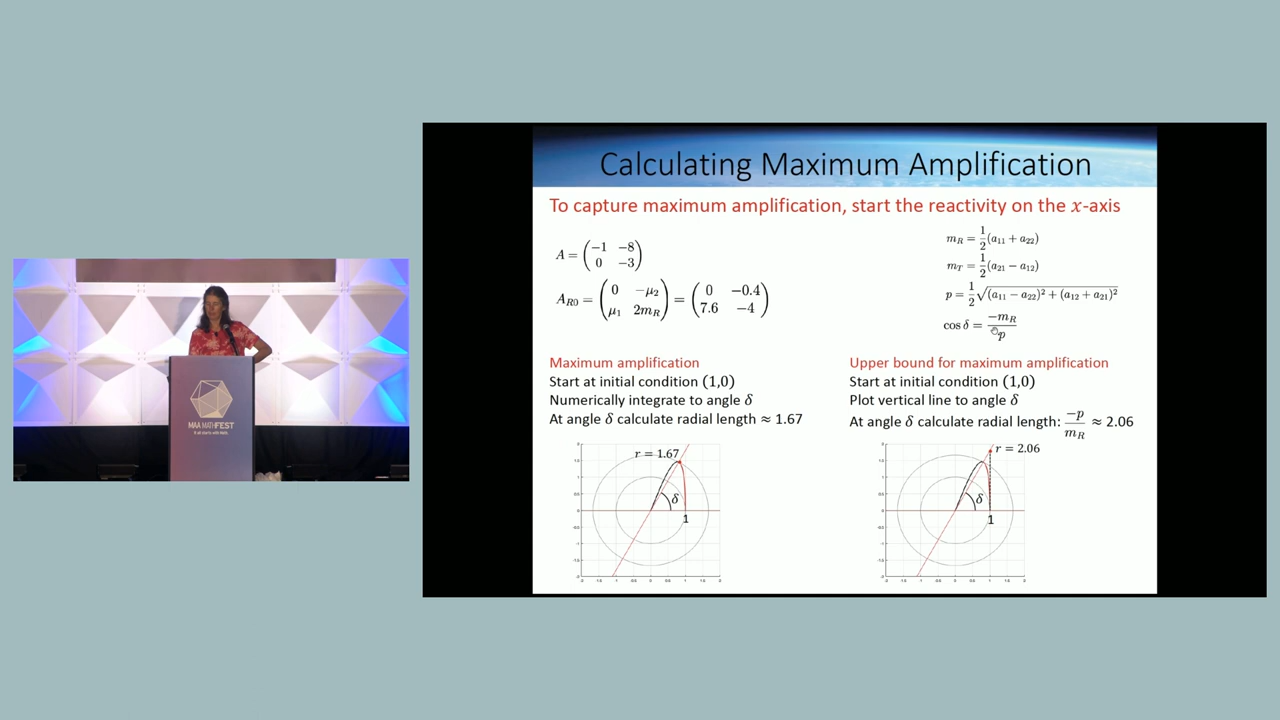 Calculating Maximum Amplification
To capture maximum amplification, start the reactivity on the x-axis
A = (−1 −8
0 −3)
A_{R0} = (0 −μ₂
μ₁ 2m_R) = (0 −0.4
7.6 −4)
m_R = 1/2(a₁₁ + a₂₂)
m_T = 1/2(a₂₁ − a₁₂)
p = 1/2√((a₁₁ − a₂₂)² + (a₁₂ + a₂₁)²)
cos δ = −m_R/p
Maximum amplification
Start at initial condition (1,0)
Numerically integrate to angle δ
At angle δ calculate radial length ≈ 1.67
r = 1.67
δ
1
Upper bound for maximum amplification
Start at initial condition (1,0)
Plot vertical line to angle δ
At angle δ calculate radial length: −p/m_R ≈ 2.06
r = 2.06
δ
1
MAA MATHFEST